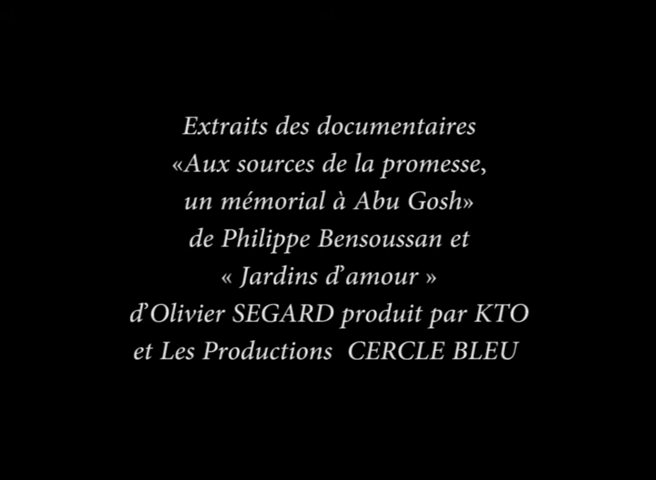 Extraits des documentaires
«Aux sources de la promesse,
un mémorial à Abu Gosh»
de Philippe Bensoussan et
« Jardins d'amour »
d'Olivier SEGARD produit par KTO
et Les Productions CERCLE BLEU